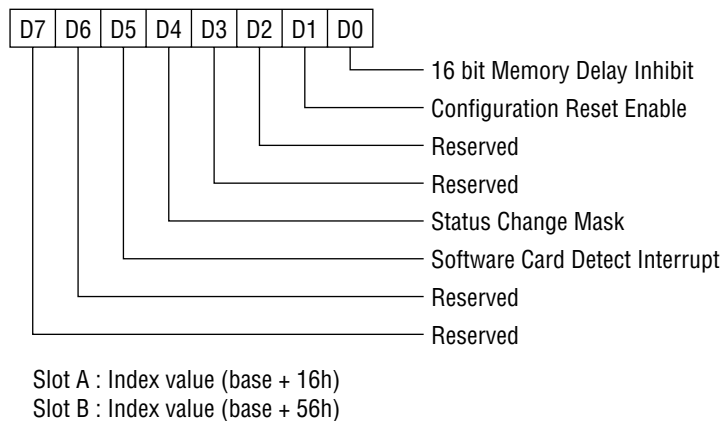 D7 D6 D5 D4 D3 D2 D1 D0
16 bit Memory Delay Inhibit
Configuration Reset Enable
Reserved
Reserved
Status Change Mask
Software Card Detect Interrupt
Reserved
Reserved
Slot A : Index value (base + 16h)
Slot B : Index value (base + 56h)